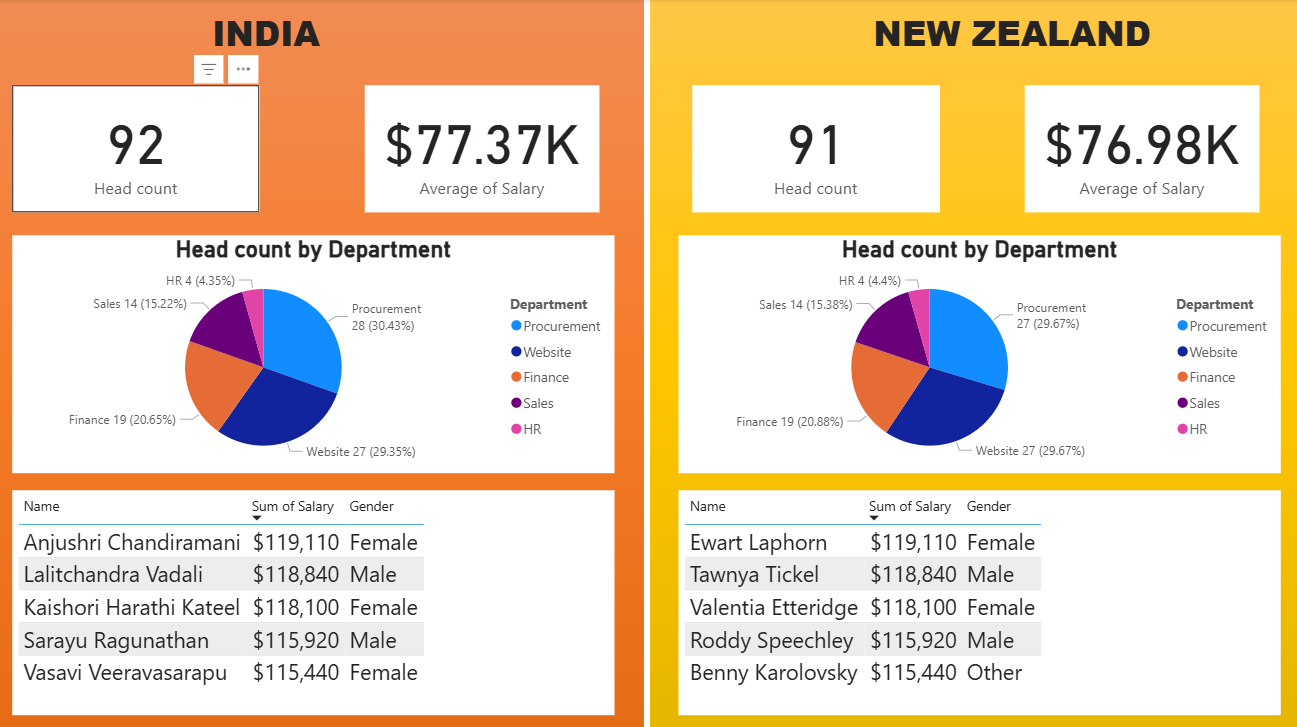 INDIA
92
Head count
$77.37K
Average of Salary
Head count by Department
HR 4 (4.35%)
Sales 14 (15.22%)
Procurement
28 (30.43%)
Finance 19 (20.65%)
Website 27 (29.35%)
Department
Procurement
Website
Finance
Sales
HR
Name Sum of Salary Gender
Anjushri Chandiramani $119,110 Female
Lalitchandra Vadali $118,840 Male
Kaishori Harathi Kateel $118,100 Female
Sarayu Ragunathan $115,920 Male
Vasavi Veeravasarapu $115,440 Female
NEW ZEALAND
91
Head count
$76.98K
Average of Salary
Head count by Department
HR 4 (4.4%)
Sales 14 (15.38%)
Procurement
27 (29.67%)
Finance 19 (20.88%)
Website 27 (29.67%)
Department
Procurement
Website
Finance
Sales
HR
Name Sum of Salary Gender
Ewart Laphorn $119,110 Female
Tawnya Tickel $118,840 Male
Valentia Etteridge $118,100 Female
Roddy Speechley $115,920 Male
Benny Karolovsky $115,440 Other